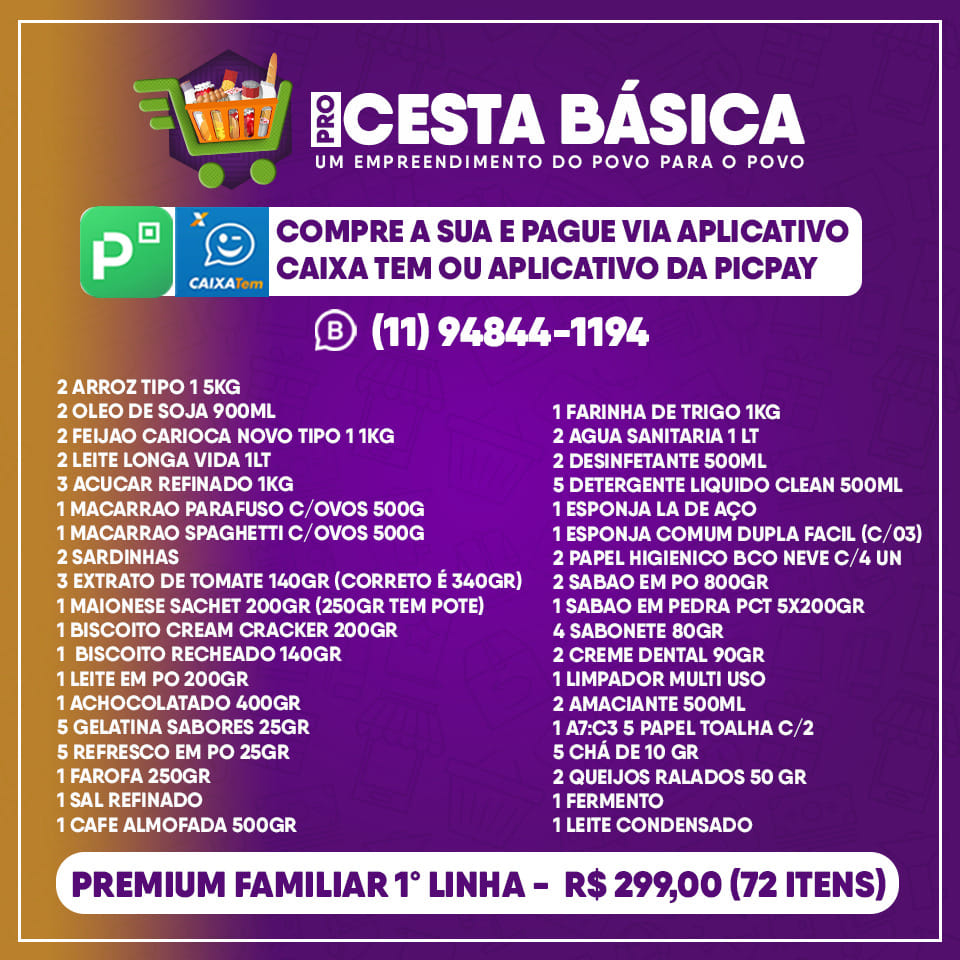 PRO CESTA BÁSICA
UM EMPREENDIMENTO DO POVO PARA O POVO
COMPRE A SUA E PAGUE VIA APLICATIVO
CAIXA TEM OU APLICATIVO DA PICPAY
P
X
CAIXATem
B (11) 94844-1194
2 ARROZ TIPO 1 5KG
2 OLEO DE SOJA 900ML
2 FEIJAO CARIOCA NOVO TIPO 1 1KG
2 LEITE LONGA VIDA 1LT
3 ACUCAR REFINADO 1KG
1 MACARRAO PARAFUSO C/OVOS 500G
1 MACARRAO SPAGHETTI C/OVOS 500G
2 SARDINHAS
3 EXTRATO DE TOMATE 140GR (CORRETO É 340GR)
1 MAIONESE SACHET 200GR (250GR TEM POTE)
1 BISCOITO CREAM CRACKER 200GR
1 BISCOITO RECHEADO 140GR
1 LEITE EM PO 200GR
1 ACHOCOLATADO 400GR
5 GELATINA SABORES 25GR
5 REFRESCO EM PO 25GR
1 FAROFA 250GR
1 SAL REFINADO
1 CAFE ALMOFADA 500GR
1 FARINHA DE TRIGO 1KG
2 AGUA SANITARIA 1 LT
2 DESINFETANTE 500ML
5 DETERGENTE LIQUIDO CLEAN 500ML
1 ESPONJA LA DE AÇO
1 ESPONJA COMUM DUPLA FACIL (C/03)
2 PAPEL HIGIENICO BCO NEVE C/4 UN
2 SABAO EM PO 800GR
1 SABAO EM PEDRA PCT 5X200GR
4 SABONETE 80GR
2 CREME DENTAL 90GR
1 LIMPADOR MULTI USO
2 AMACIANTE 500ML
1 A7:C3 5 PAPEL TOALHA C/2
5 CHÁ DE 10 GR
2 QUEIJOS RALADOS 50 GR
1 FERMENTO
1 LEITE CONDENSADO
PREMIUM FAMILIAR 1° LINHA - R$ 299,00 (72 ITENS)